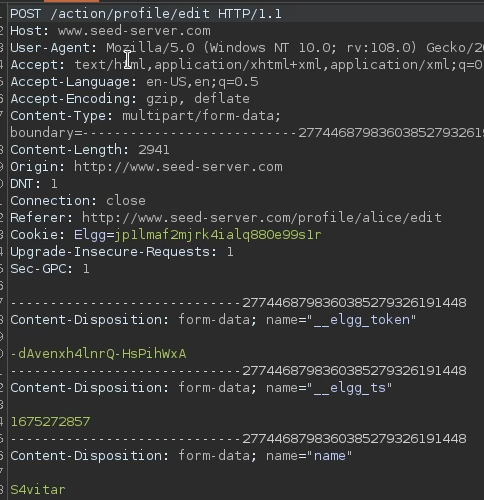 POST /action/profile/edit HTTP/1.1
Host: www.seed-server.com
User-Agent: Mozilla/5.0 (Windows NT 10.0; rv:108.0) Gecko/20
Accept: text/html,application/xhtml+xml,application/xml;q=0
Accept-Language: en-US,en;q=0.5
Accept-Encoding: gzip, deflate
Content-Type: multipart/form-data;
boundary=---------------------------27744687983603852793261
Content-Length: 2941
Origin: http://www.seed-server.com
DNT: 1
Connection: close
Referer: http://www.seed-server.com/profile/alice/edit
Cookie: Elgg=jp1lmaf2mjrk4ialq880e99s1r
Upgrade-Insecure-Requests: 1
Sec-GPC: 1
-----------------------------2774468798360385279326191448
Content-Disposition: form-data; name="__elgg_token"
-dAvenxh4lnrQ-HsPihWxA
-----------------------------2774468798360385279326191448
Content-Disposition: form-data; name="__elgg_ts"
1675272857
-----------------------------2774468798360385279326191448
Content-Disposition: form-data; name="name"
S4vitar